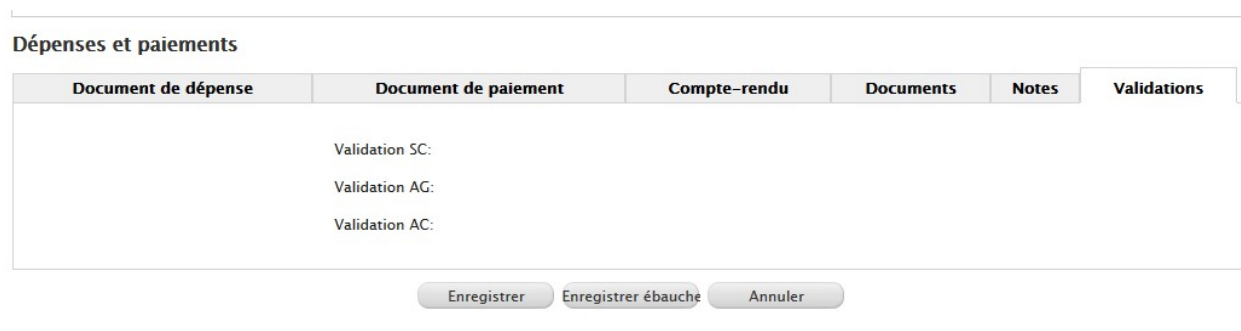 Dépenses et paiements
Document de dépense Document de paiement Compte-rendu Documents Notes Validations
Validation SC:
Validation AG:
Validation AC:
Enregistrer Enregistrer ébauche Annuler